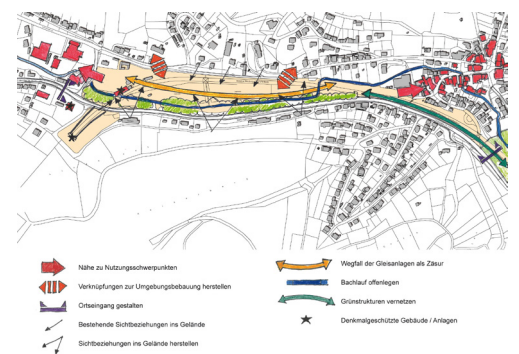 Nähe zu Nutzungsschwerpunkten
Verknüpfungen zur Umgebungsbebauung herstellen
Ortseingang gestalten
Bestehende Sichtbeziehungen ins Gelände
Sichtbeziehungen ins Gelände herstellen
Wegfall der Gleisanlagen als Zäsur
Bachlauf offenlegen
Grünstrukturen vernetzen
Denkmalgeschützte Gebäude / Anlagen